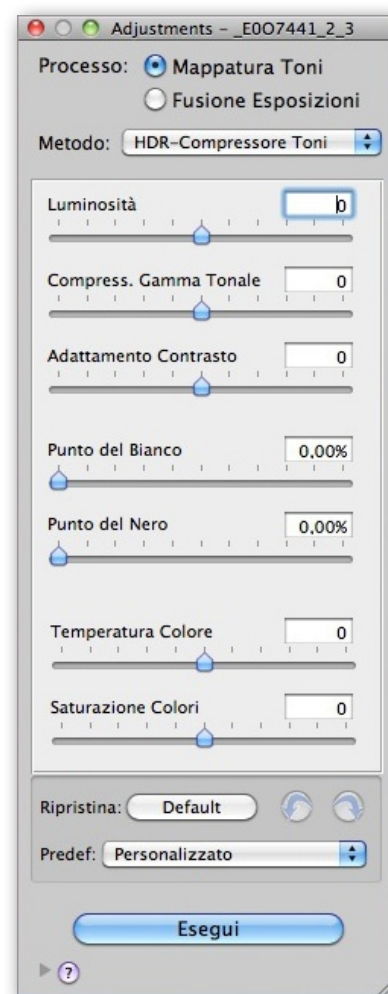 Adjustments - _E0O7441_2_3
Processo: Mappatura Toni
Fusione Esposizioni
Metodo: HDR-Compressore Toni
Luminosità 0
Compress. Gamma Tonale 0
Adattamento Contrasto 0
Punto del Bianco 0,00%
Punto del Nero 0,00%
Temperatura Colore 0
Saturazione Colori 0
Ripristina: Default
Predef: Personalizzato
Esegui
?